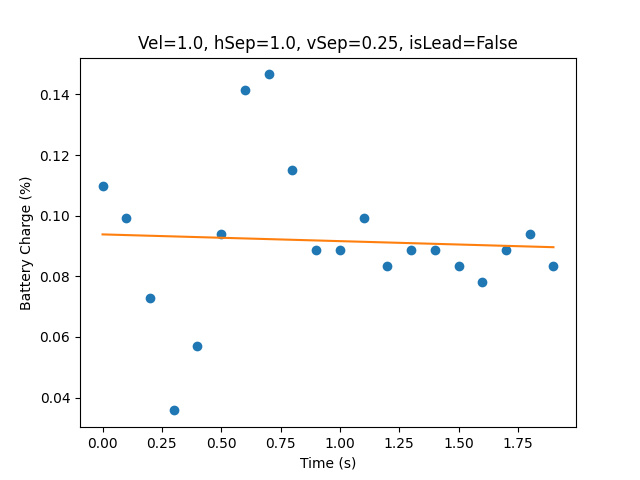 Vel=1.0, hSep=1.0, vSep=0.25, isLead=False
Battery Charge (%)
0.14
0.12
0.10
0.08
0.06
0.04
0.00 0.25 0.50 0.75 1.00 1.25 1.50 1.75
Time (s)